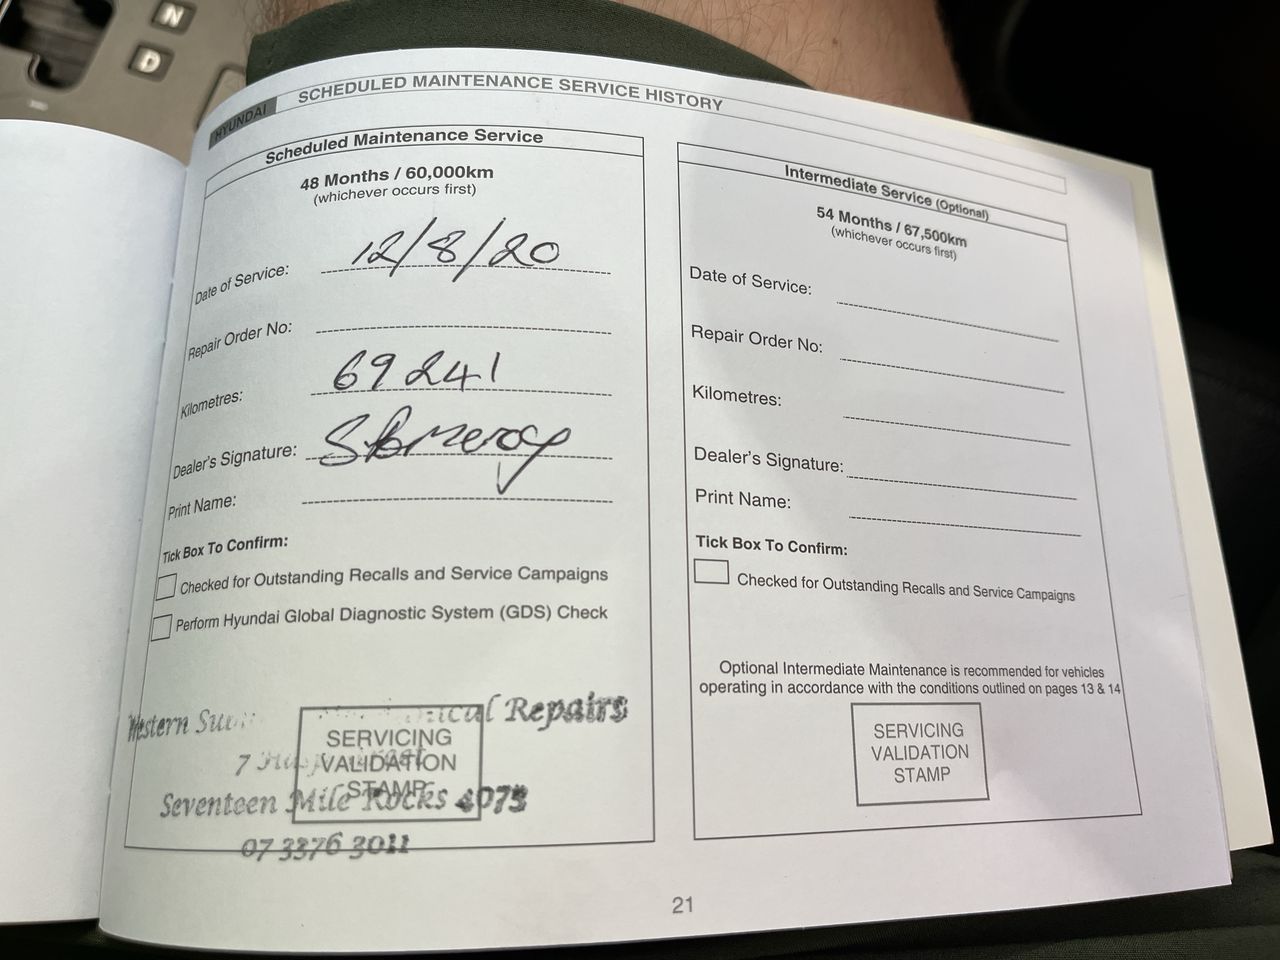 N
D
HYUNDAI
SCHEDULED MAINTENANCE SERVICE HISTORY
Scheduled Maintenance Service
48 Months / 60,000km
(whichever occurs first)
Date of Service: 12/8/20
Repair Order No:
Kilometres: 69241
Dealer's Signature:
Print Name:
Tick Box To Confirm:
Checked for Outstanding Recalls and Service Campaigns
Perform Hyundai Global Diagnostic System (GDS) Check
Western Repairs
SERVICING
VALIDATION
STAMP
7
Seventeen Mile Rocks 4073
07 3376 3011
Intermediate Service (Optional)
54 Months / 67,500km
(whichever occurs first)
Date of Service:
Repair Order No:
Kilometres:
Dealer's Signature:
Print Name:
Tick Box To Confirm:
Checked for Outstanding Recalls and Service Campaigns
Optional Intermediate Maintenance is recommended for vehicles
operating in accordance with the conditions outlined on pages 13 & 14
SERVICING
VALIDATION
STAMP
21